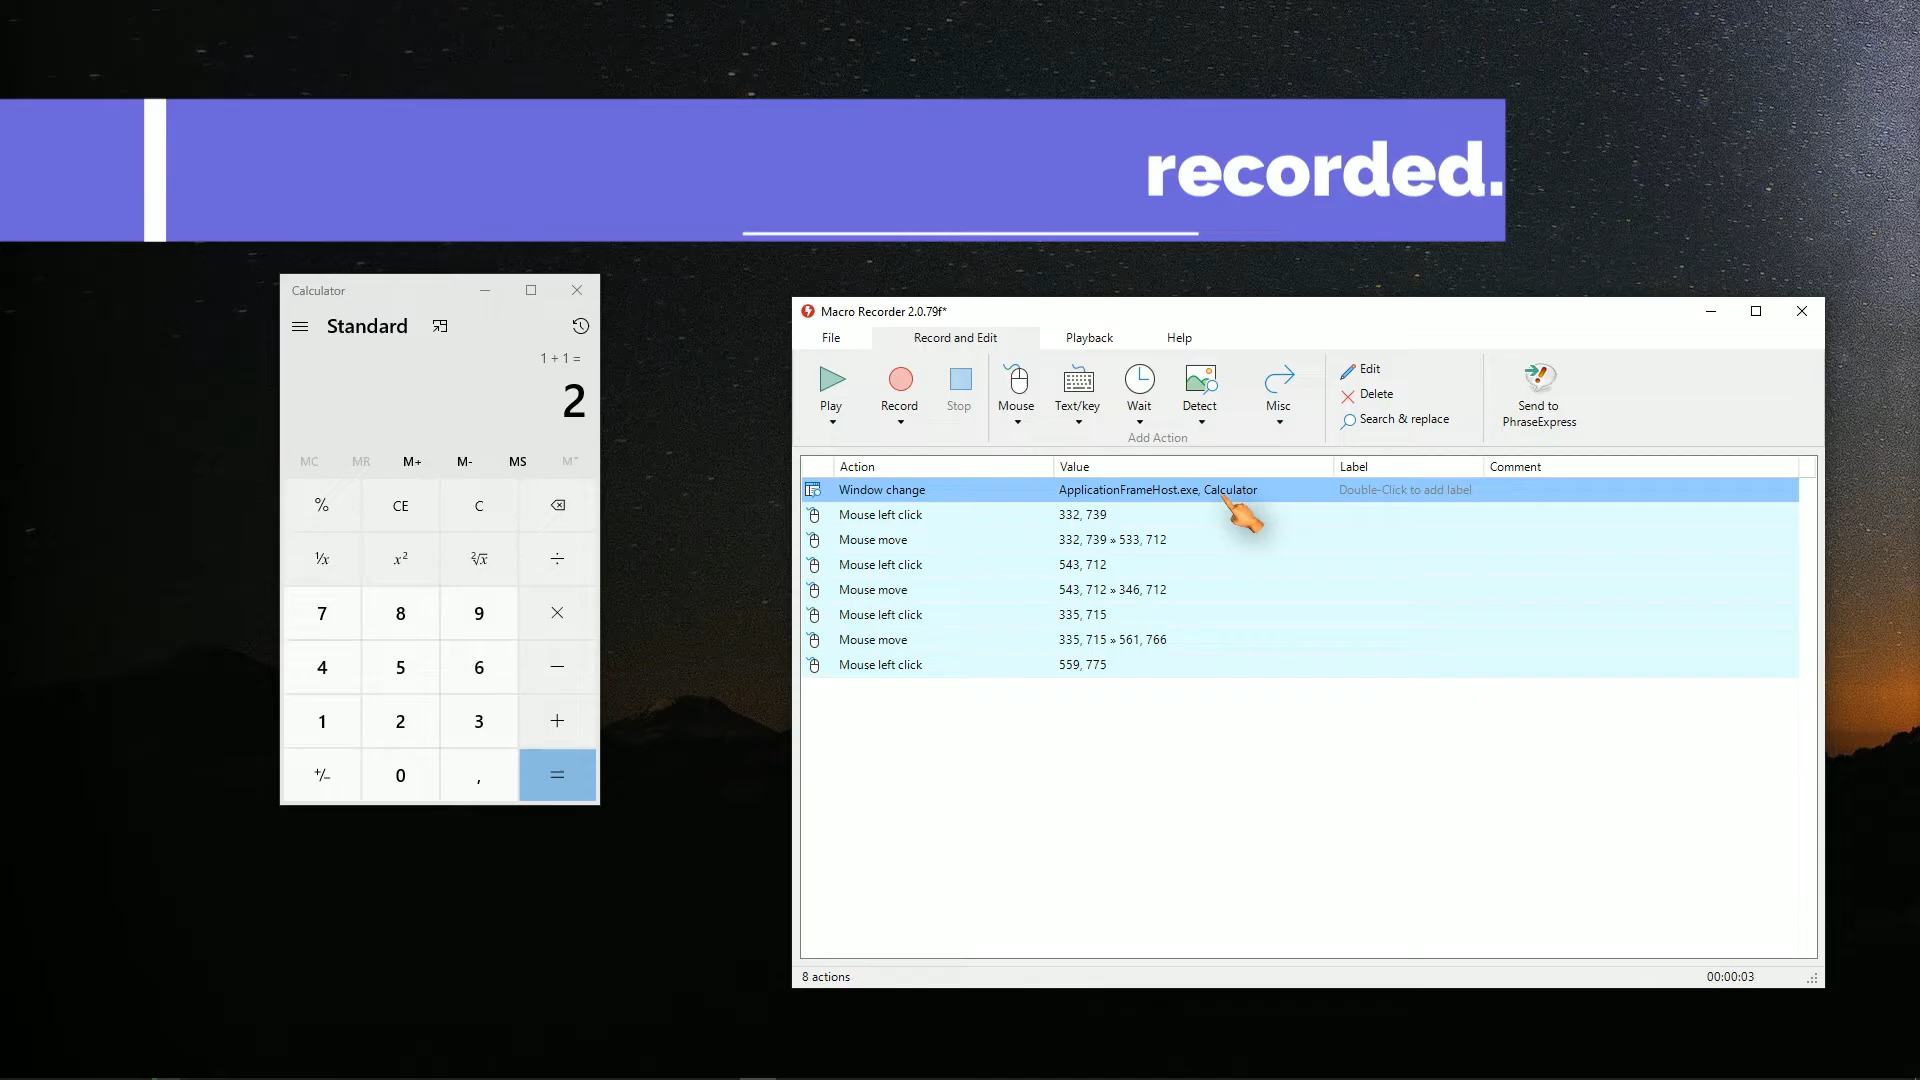 recorded.
Calculator
Standard
1 + 1 =
2
MC MR M+ M- MS M˅
% CE C
⅟x x² ²√x ÷
7 8 9 ×
4 5 6 −
1 2 3 +
+/− 0 , =
Macro Recorder 2.0.79f*
File Record and Edit Playback Help
Play Record Stop Mouse Text/key Wait Detect Misc
Add Action
Edit
Delete
Search & replace
Send to
PhraseExpress
Action Value Label Comment
Window change ApplicationFrameHost.exe, Calculator Double-Click to add label
Mouse left click 332, 739
Mouse move 332, 739 » 533, 712
Mouse left click 543, 712
Mouse move 543, 712 » 346, 712
Mouse left click 335, 715
Mouse move 335, 715 » 561, 766
Mouse left click 559, 775
8 actions 00:00:03